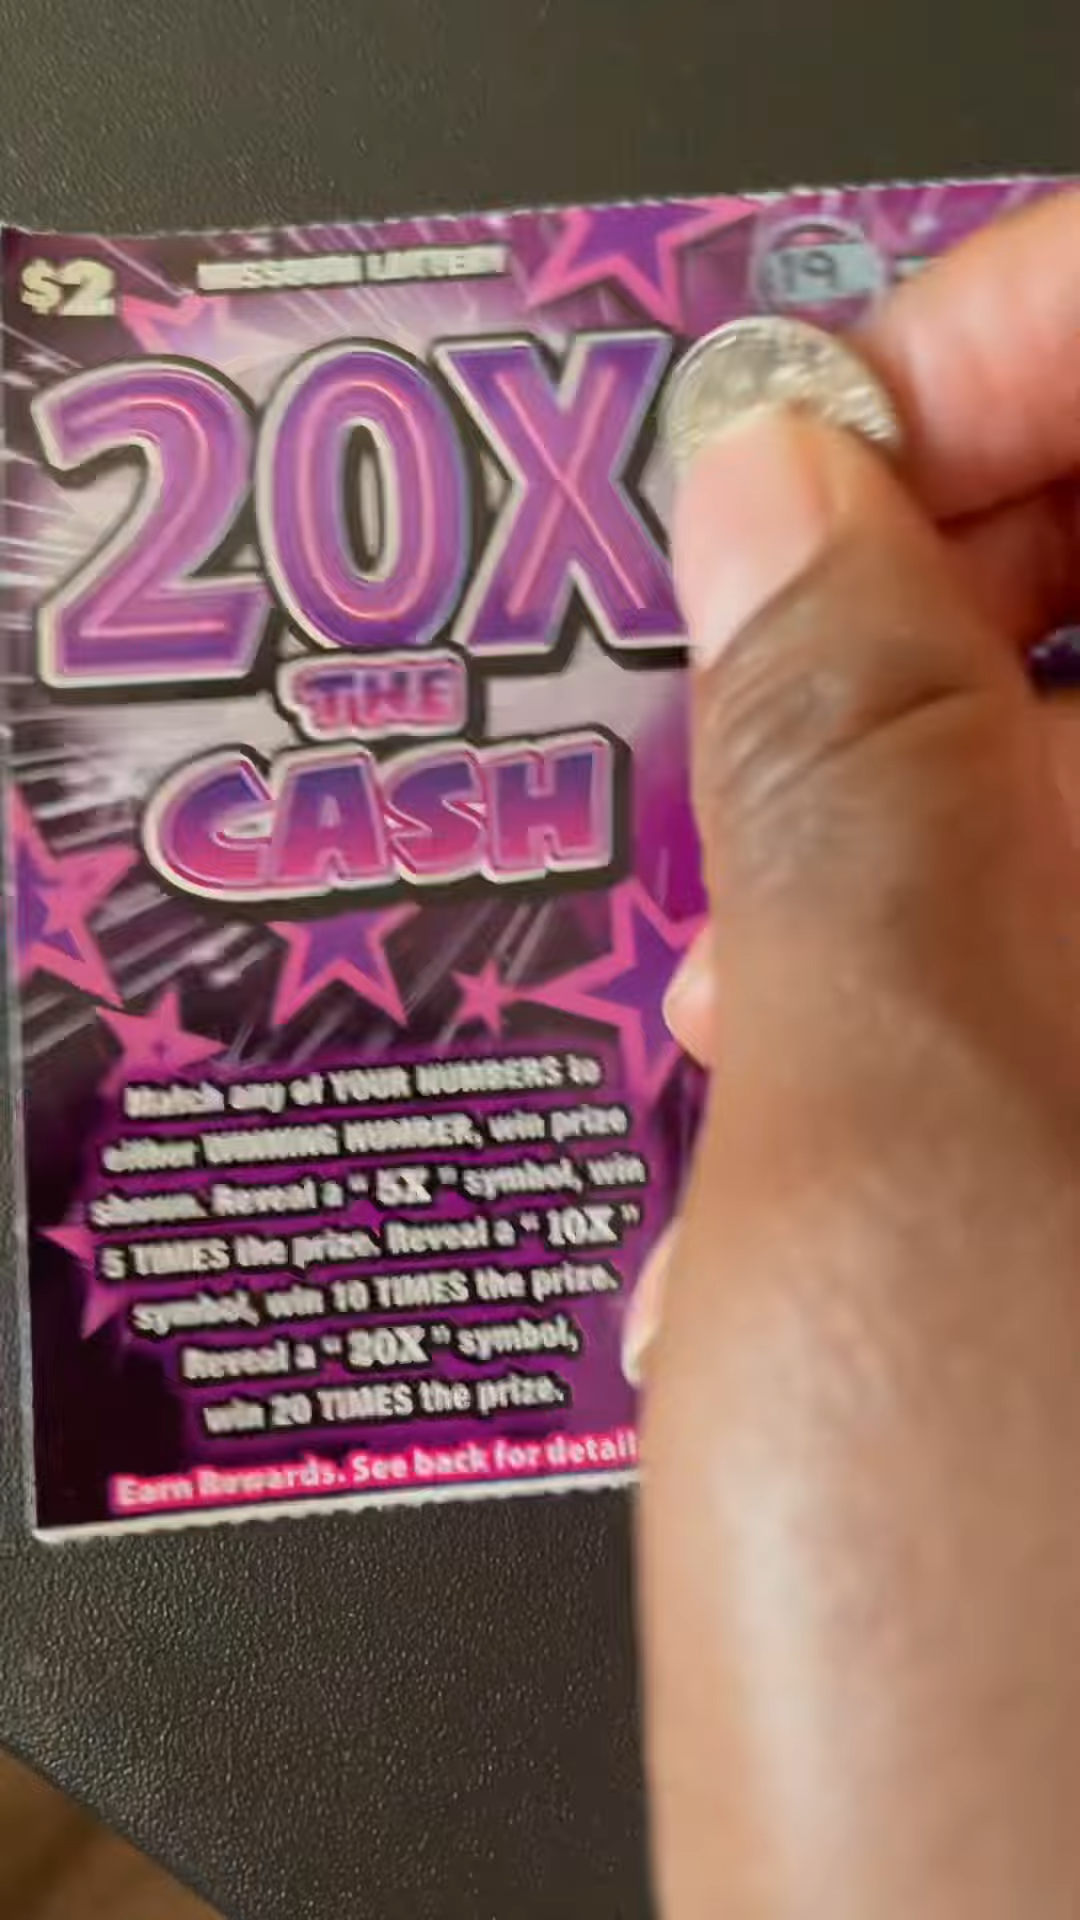 $2
MISSOURI LOTTERY
19
20X
THE
CASH
Match any of YOUR NUMBERS to
either WINNING NUMBER, win prize
shown. Reveal a "5X" symbol, win
5 TIMES the prize. Reveal a "10X"
symbol, win 10 TIMES the prize.
Reveal a "20X" symbol,
win 20 TIMES the prize.
Earn Rewards. See back for detail